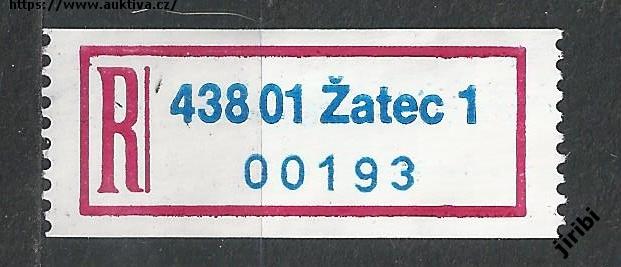 https://www.auktiva.cz/
R 438 01 Žatec 1
00193
jiribi